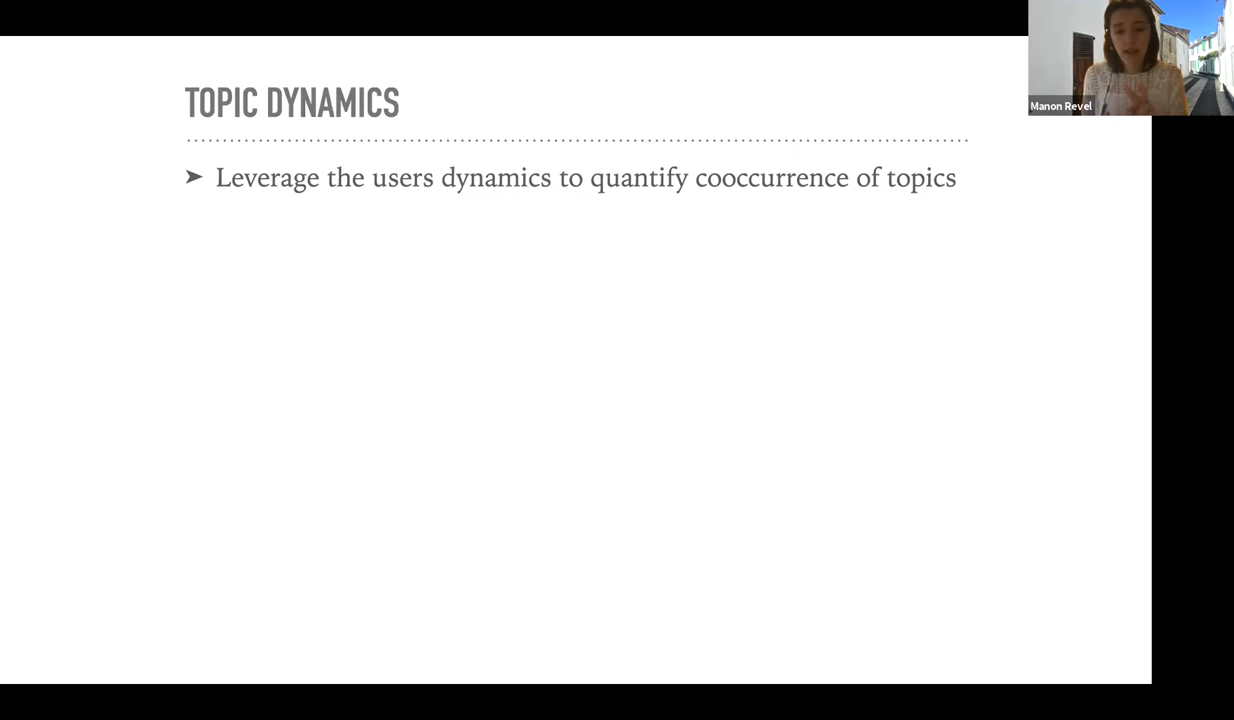 TOPIC DYNAMICS
➤ Leverage the users dynamics to quantify cooccurrence of topics
Manon Revel